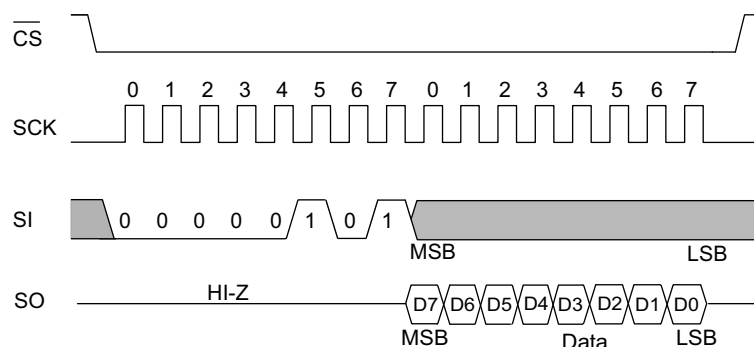 CS
0 1 2 3 4 5 6 7 0 1 2 3 4 5 6 7
SCK
SI 0 0 0 0 0 1 0 1
MSB LSB
HI-Z
SO D7 D6 D5 D4 D3 D2 D1 D0
MSB Data LSB